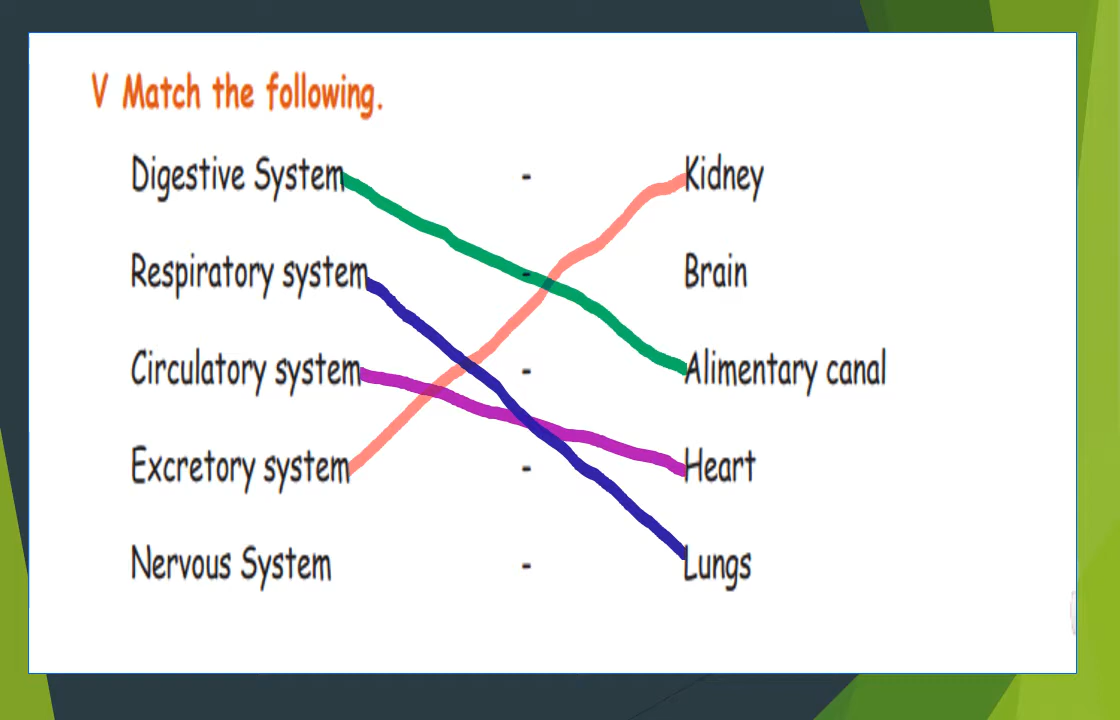 V Match the following.
Digestive System - Kidney
Respiratory system - Brain
Circulatory system - Alimentary canal
Excretory system - Heart
Nervous System - Lungs